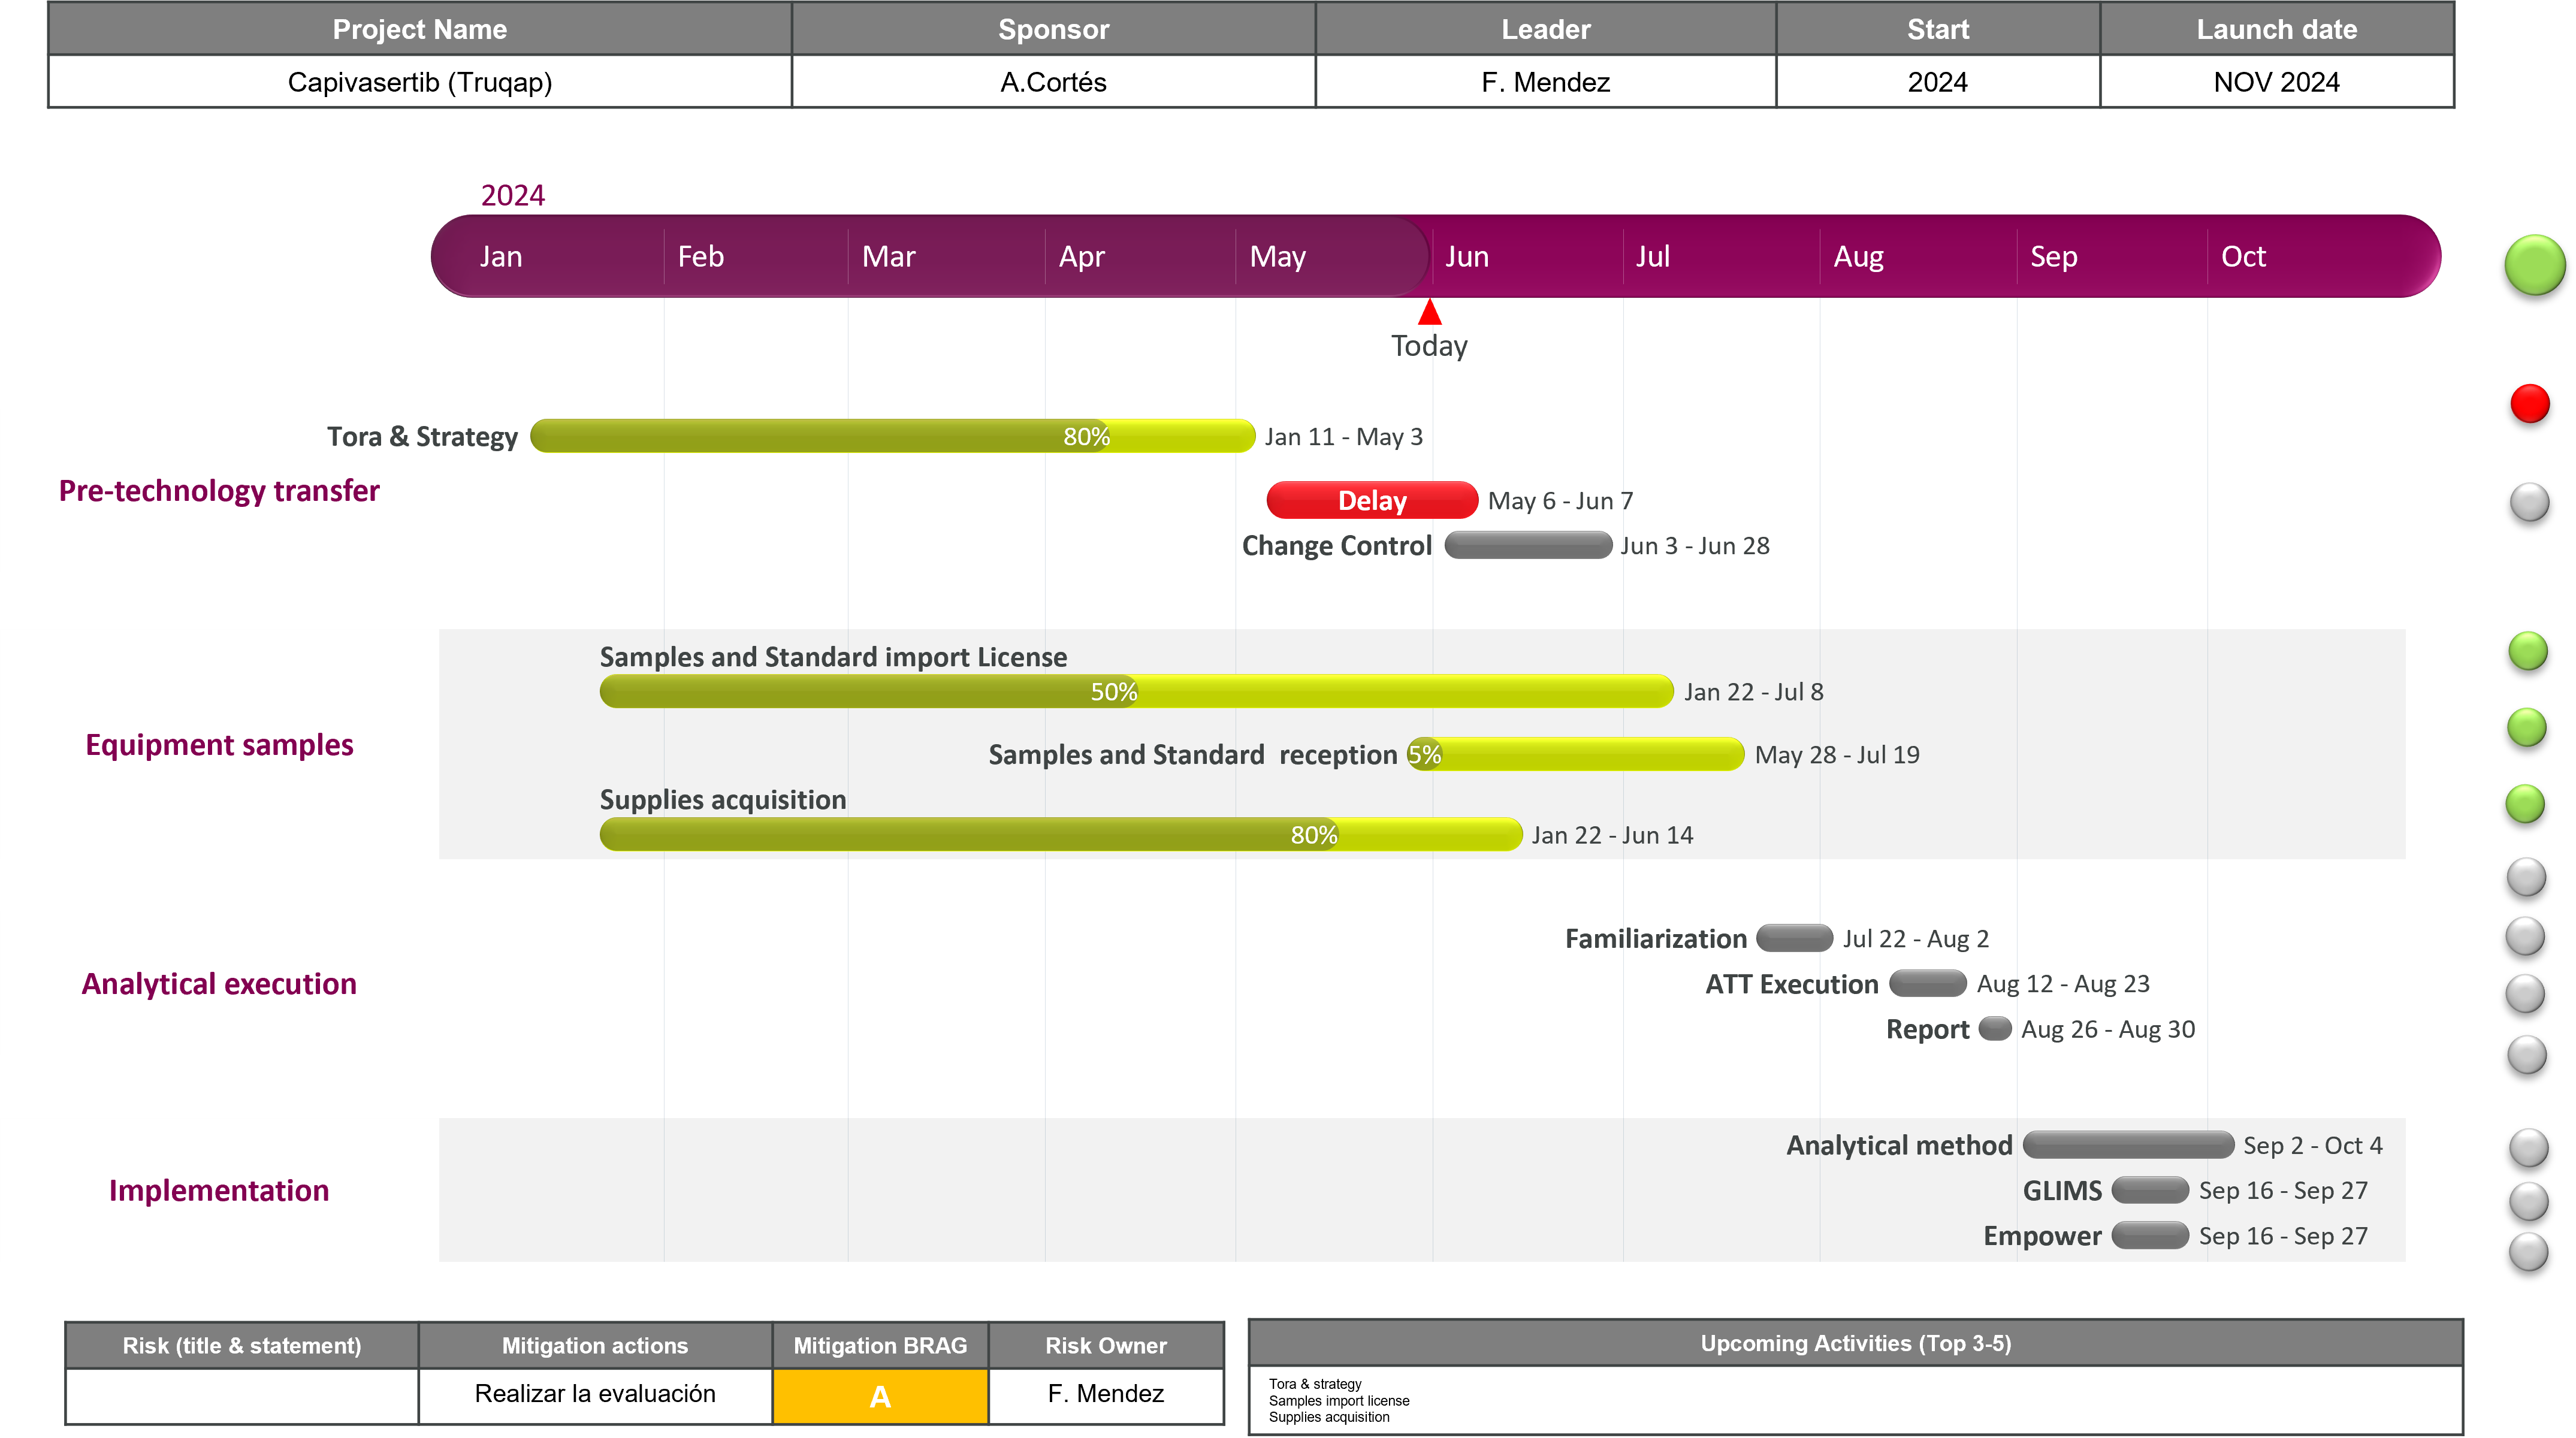 Project Name Sponsor Leader Start Launch date
Capivasertib (Truqap) A.Cortés F. Mendez 2024 NOV 2024
2024
Jan Feb Mar Apr May Jun Jul Aug Sep Oct
Today
Tora & Strategy 80% Jan 11 - May 3
Pre-technology transfer
Delay May 6 - Jun 7
Change Control Jun 3 - Jun 28
Samples and Standard import License
50% Jan 22 - Jul 8
Equipment samples
Samples and Standard reception 5% May 28 - Jul 19
Supplies acquisition
80% Jan 22 - Jun 14
Familiarization Jul 22 - Aug 2
Analytical execution
ATT Execution Aug 12 - Aug 23
Report Aug 26 - Aug 30
Analytical method Sep 2 - Oct 4
Implementation
GLIMS Sep 16 - Sep 27
Empower Sep 16 - Sep 27
Risk (title & statement) Mitigation actions Mitigation BRAG Risk Owner
Realizar la evaluación A F. Mendez
Upcoming Activities (Top 3-5)
Tora & strategy
Samples import license
Supplies acquisition